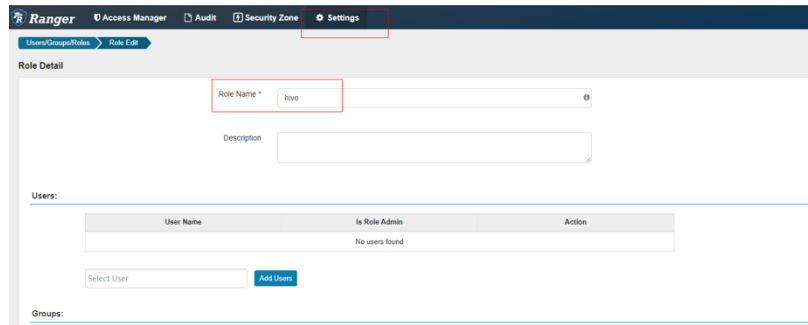 Ranger Access Manager Audit Security Zone Settings
Users/Groups/Roles Role Edit
Role Detail
Role Name * hive
Description
Users:
User Name Is Role Admin Action
No users found
Select User Add Users
Groups: